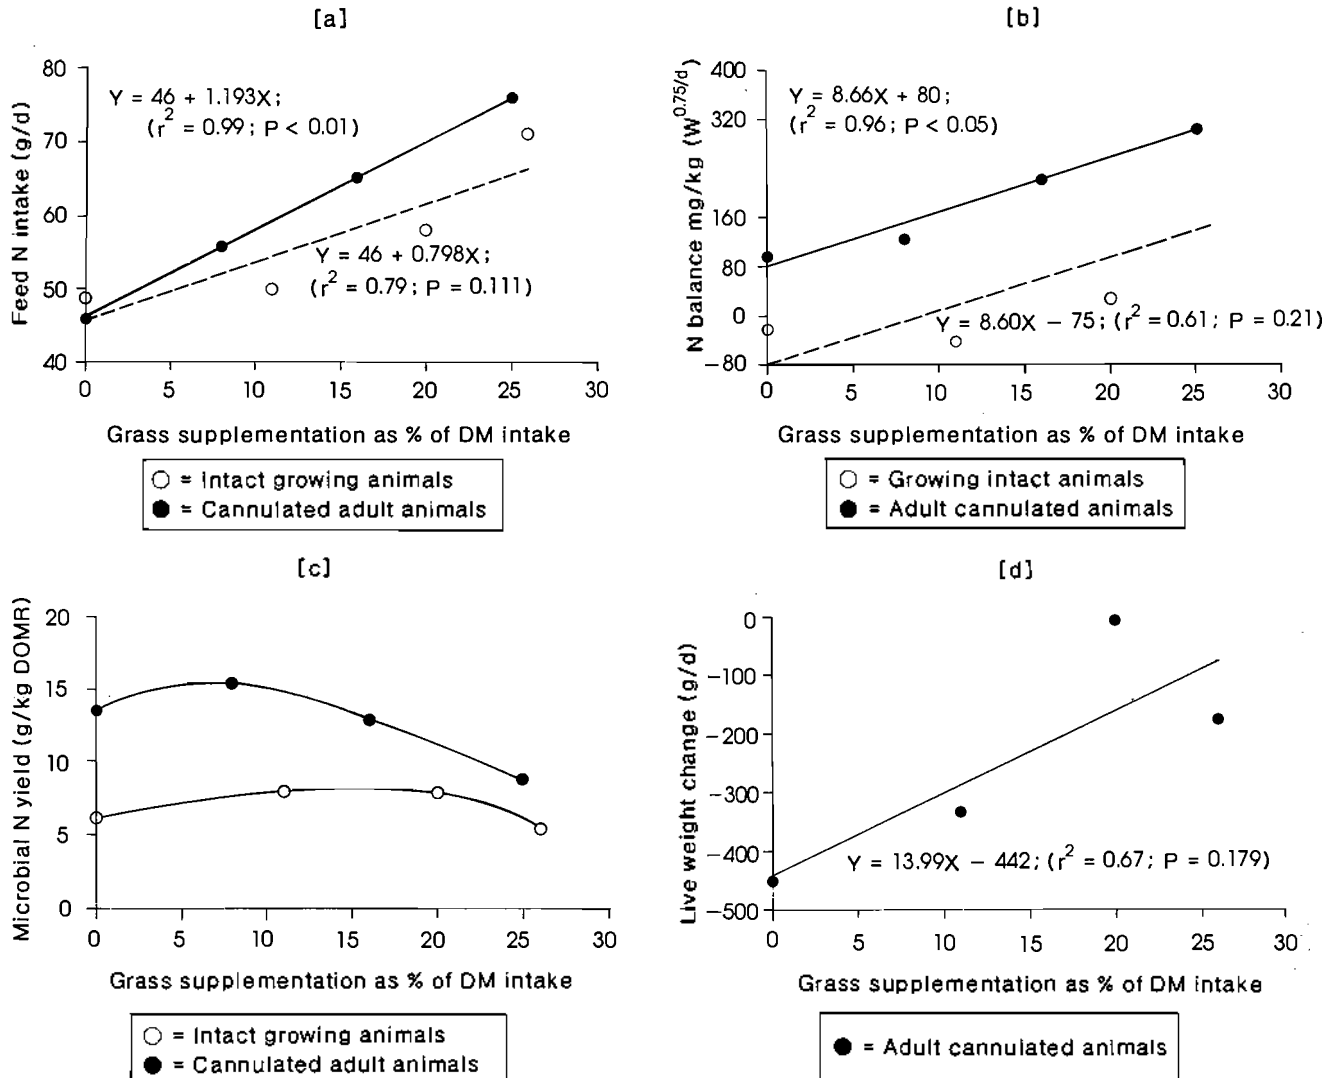 [a]
Feed N intake (g/d)
80
70
60
50
40
Y = 46 + 1.193X;
(r² = 0.99; P < 0.01)
Y = 46 + 0.798X;
(r² = 0.79; P = 0.111)
0 5 10 15 20 25 30
Grass supplementation as % of DM intake
○ = Intact growing animals
● = Cannulated adult animals
[b]
N balance mg/kg (W^0.75/d)
400
320
160
80
0
−80
Y = 8.66X + 80;
(r² = 0.96; P < 0.05)
Y = 8.60X − 75; (r² = 0.61; P = 0.21)
0 5 10 15 20 25 30
Grass supplementation as % of DM intake
○ = Growing intact animals
● = Adult cannulated animals
[c]
Microbial N yield (g/kg DOMR)
20
15
10
5
0
0 5 10 15 20 25 30
Grass supplementation as % of DM intake
○ = Intact growing animals
● = Cannulated adult animals
[d]
Live weight change (g/d)
0
−100
−200
−300
−400
−500
Y = 13.99X − 442; (r² = 0.67; P = 0.179)
0 5 10 15 20 25 30
Grass supplementation as % of DM intake
● = Adult cannulated animals